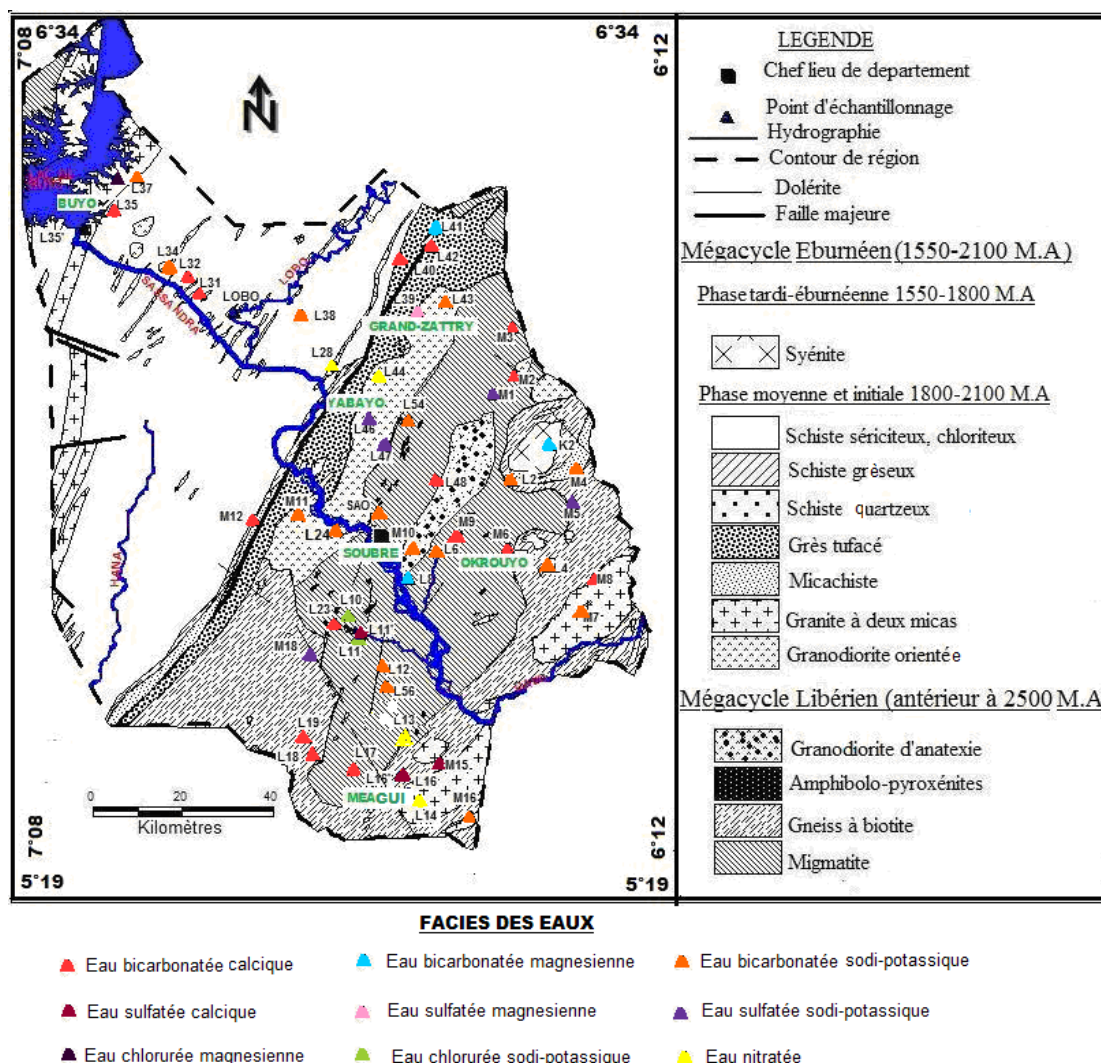 6°34
6°34
7°08
6°12
N
L37
L35
BUYO
L35'
L34
L32
L31
SASSANDRA
LOBO
LOBO
L38
L28
L41
L42
L40
L39
L43
GRAND-ZATTRY
M3
L44
M2
M1
YABAYO
L54
L46
L47
K2
L2
M4
M5
L48
M11
M12
SAO
L24
M10
M9
M6
SOUBRE
L6
OKROUYO
L4
L8
M8
M7
HANA
L10
L23
L11'
L11
M18
L12
L56
L19
L13
L18
L17
L16'
L16
M15
MEAGUI
L14
M16
0 20 40
Kilomètres
7°08
6°12
5°19
5°19
LEGENDE
Chef lieu de departement
Point d'échantillonnage
Hydrographie
Contour de région
Dolérite
Faille majeure
Mégacycle Eburnéen (1550-2100 M.A)
Phase tardi-éburnéenne 1550-1800 M.A
Syénite
Phase moyenne et initiale 1800-2100 M.A
Schiste sériciteux, chloriteux
Schiste grèseux
Schiste quartzeux
Grès tufacé
Micachiste
Granite à deux micas
Granodiorite orientée
Mégacycle Libérien (antérieur à 2500 M.A
Granodiorite d'anatexie
Amphibolo-pyroxénites
Gneiss à biotite
Migmatite
FACIES DES EAUX
Eau bicarbonatée calcique
Eau bicarbonatée magnesienne
Eau bicarbonatée sodi-potassique
Eau sulfatée calcique
Eau sulfatée magnesienne
Eau sulfatée sodi-potassique
Eau chlorurée magnesienne
Eau chlorurée sodi-potassique
Eau nitratée